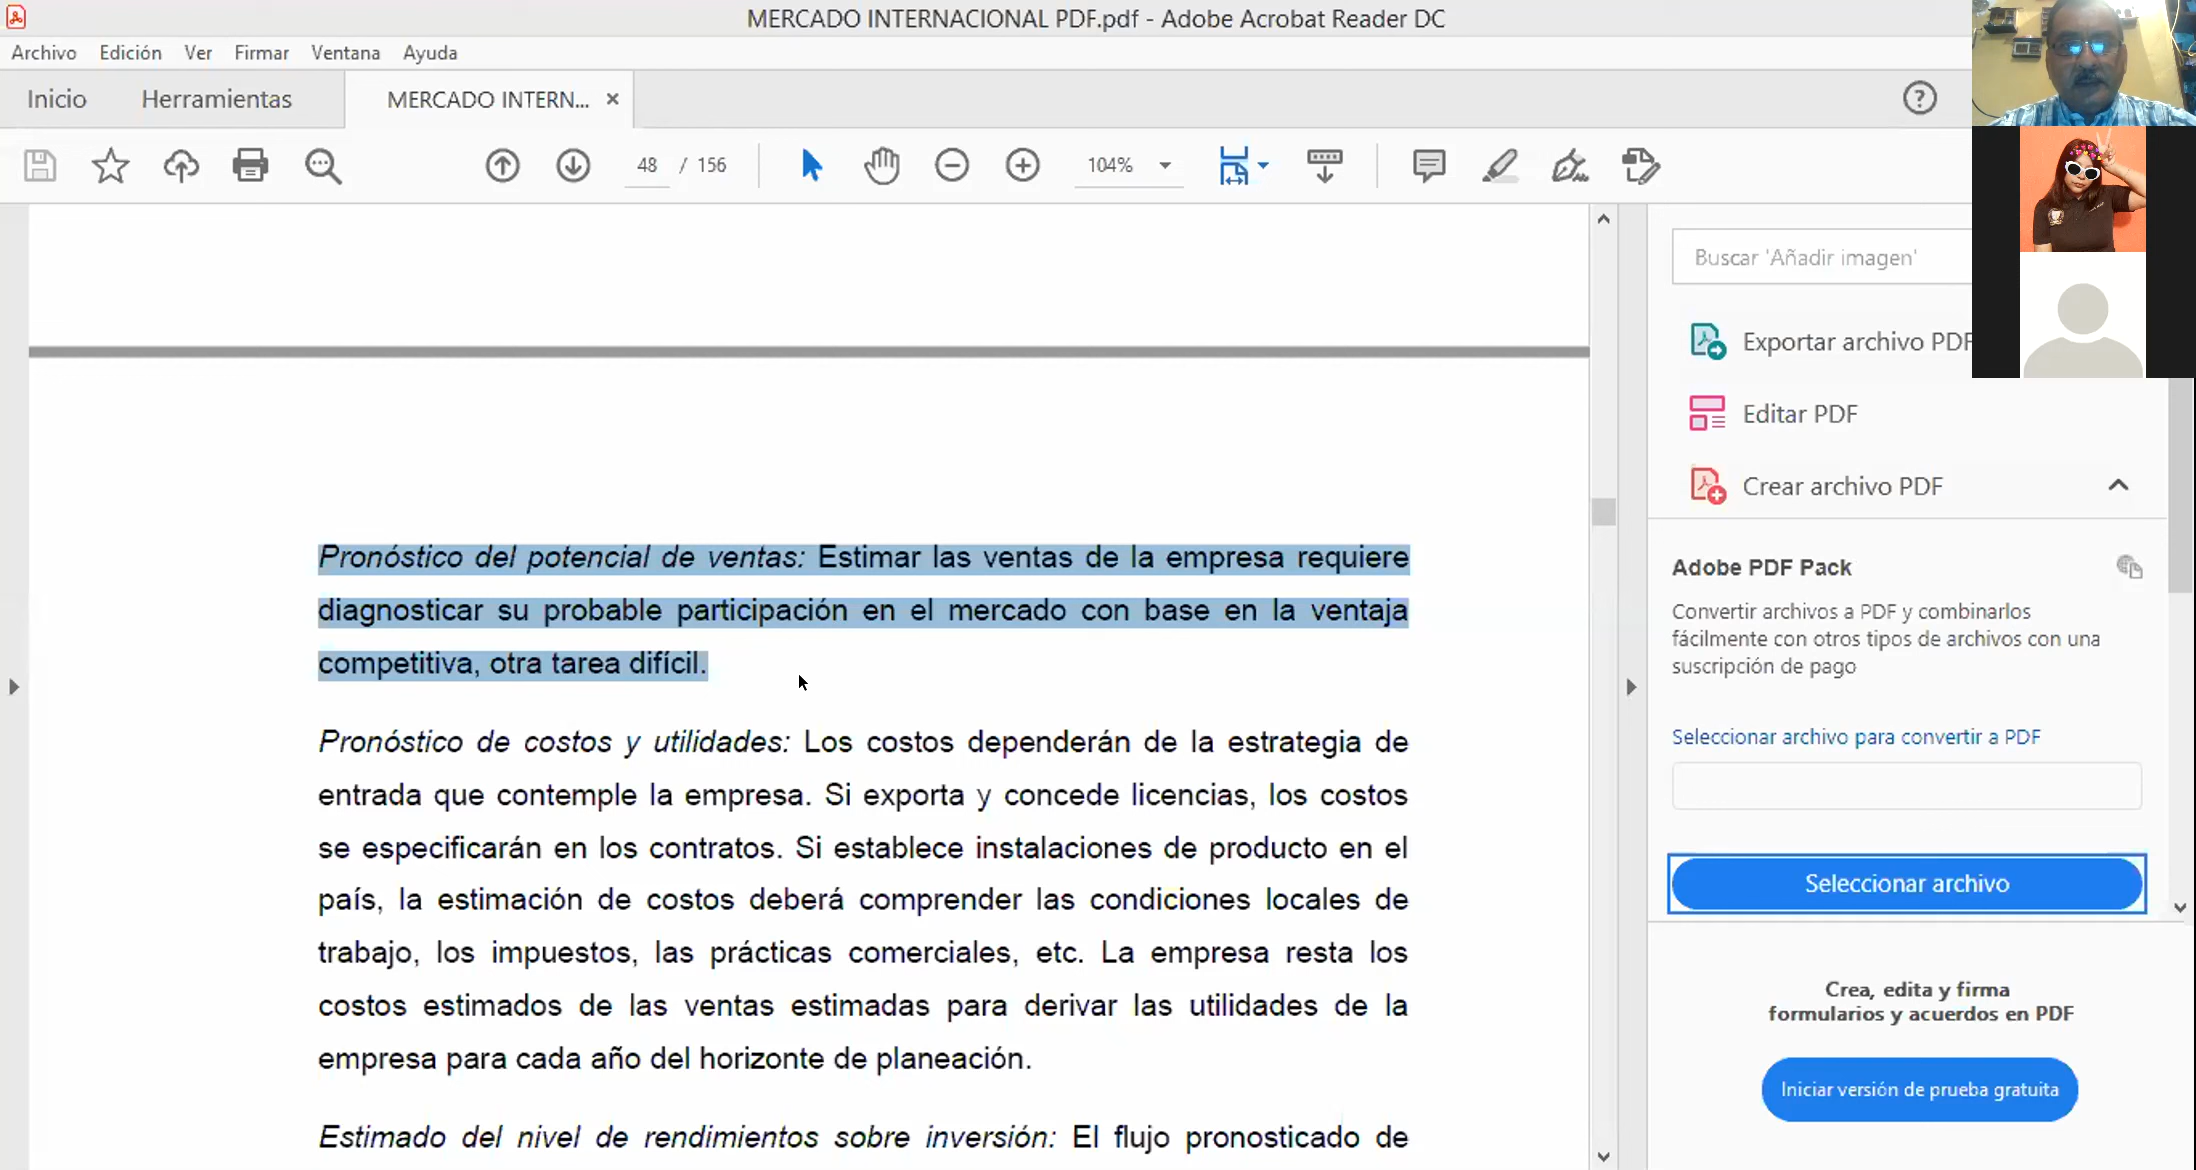 MERCADO INTERNACIONAL PDF.pdf - Adobe Acrobat Reader DC
Archivo Edición Ver Firmar Ventana Ayuda
Inicio Herramientas MERCADO INTERN... ×
48 / 156 104%
Buscar 'Añadir imagen'
Exportar archivo PDF
Editar PDF
Crear archivo PDF
Adobe PDF Pack
Convertir archivos a PDF y combinarlos
fácilmente con otros tipos de archivos con una
suscripción de pago
Seleccionar archivo para convertir a PDF
Seleccionar archivo
Crea, edita y firma
formularios y acuerdos en PDF
Iniciar versión de prueba gratuita
Pronóstico del potencial de ventas: Estimar las ventas de la empresa requiere
diagnosticar su probable participación en el mercado con base en la ventaja
competitiva, otra tarea difícil.
Pronóstico de costos y utilidades: Los costos dependerán de la estrategia de
entrada que contemple la empresa. Si exporta y concede licencias, los costos
se especificarán en los contratos. Si establece instalaciones de producto en el
país, la estimación de costos deberá comprender las condiciones locales de
trabajo, los impuestos, las prácticas comerciales, etc. La empresa resta los
costos estimados de las ventas estimadas para derivar las utilidades de la
empresa para cada año del horizonte de planeación.
Estimado del nivel de rendimientos sobre inversión: El flujo pronosticado de